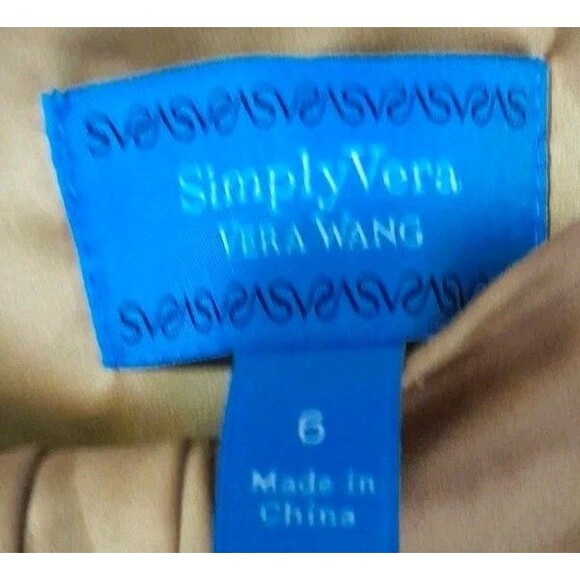 SimplyVera
VERA WANG
6
Made in
China